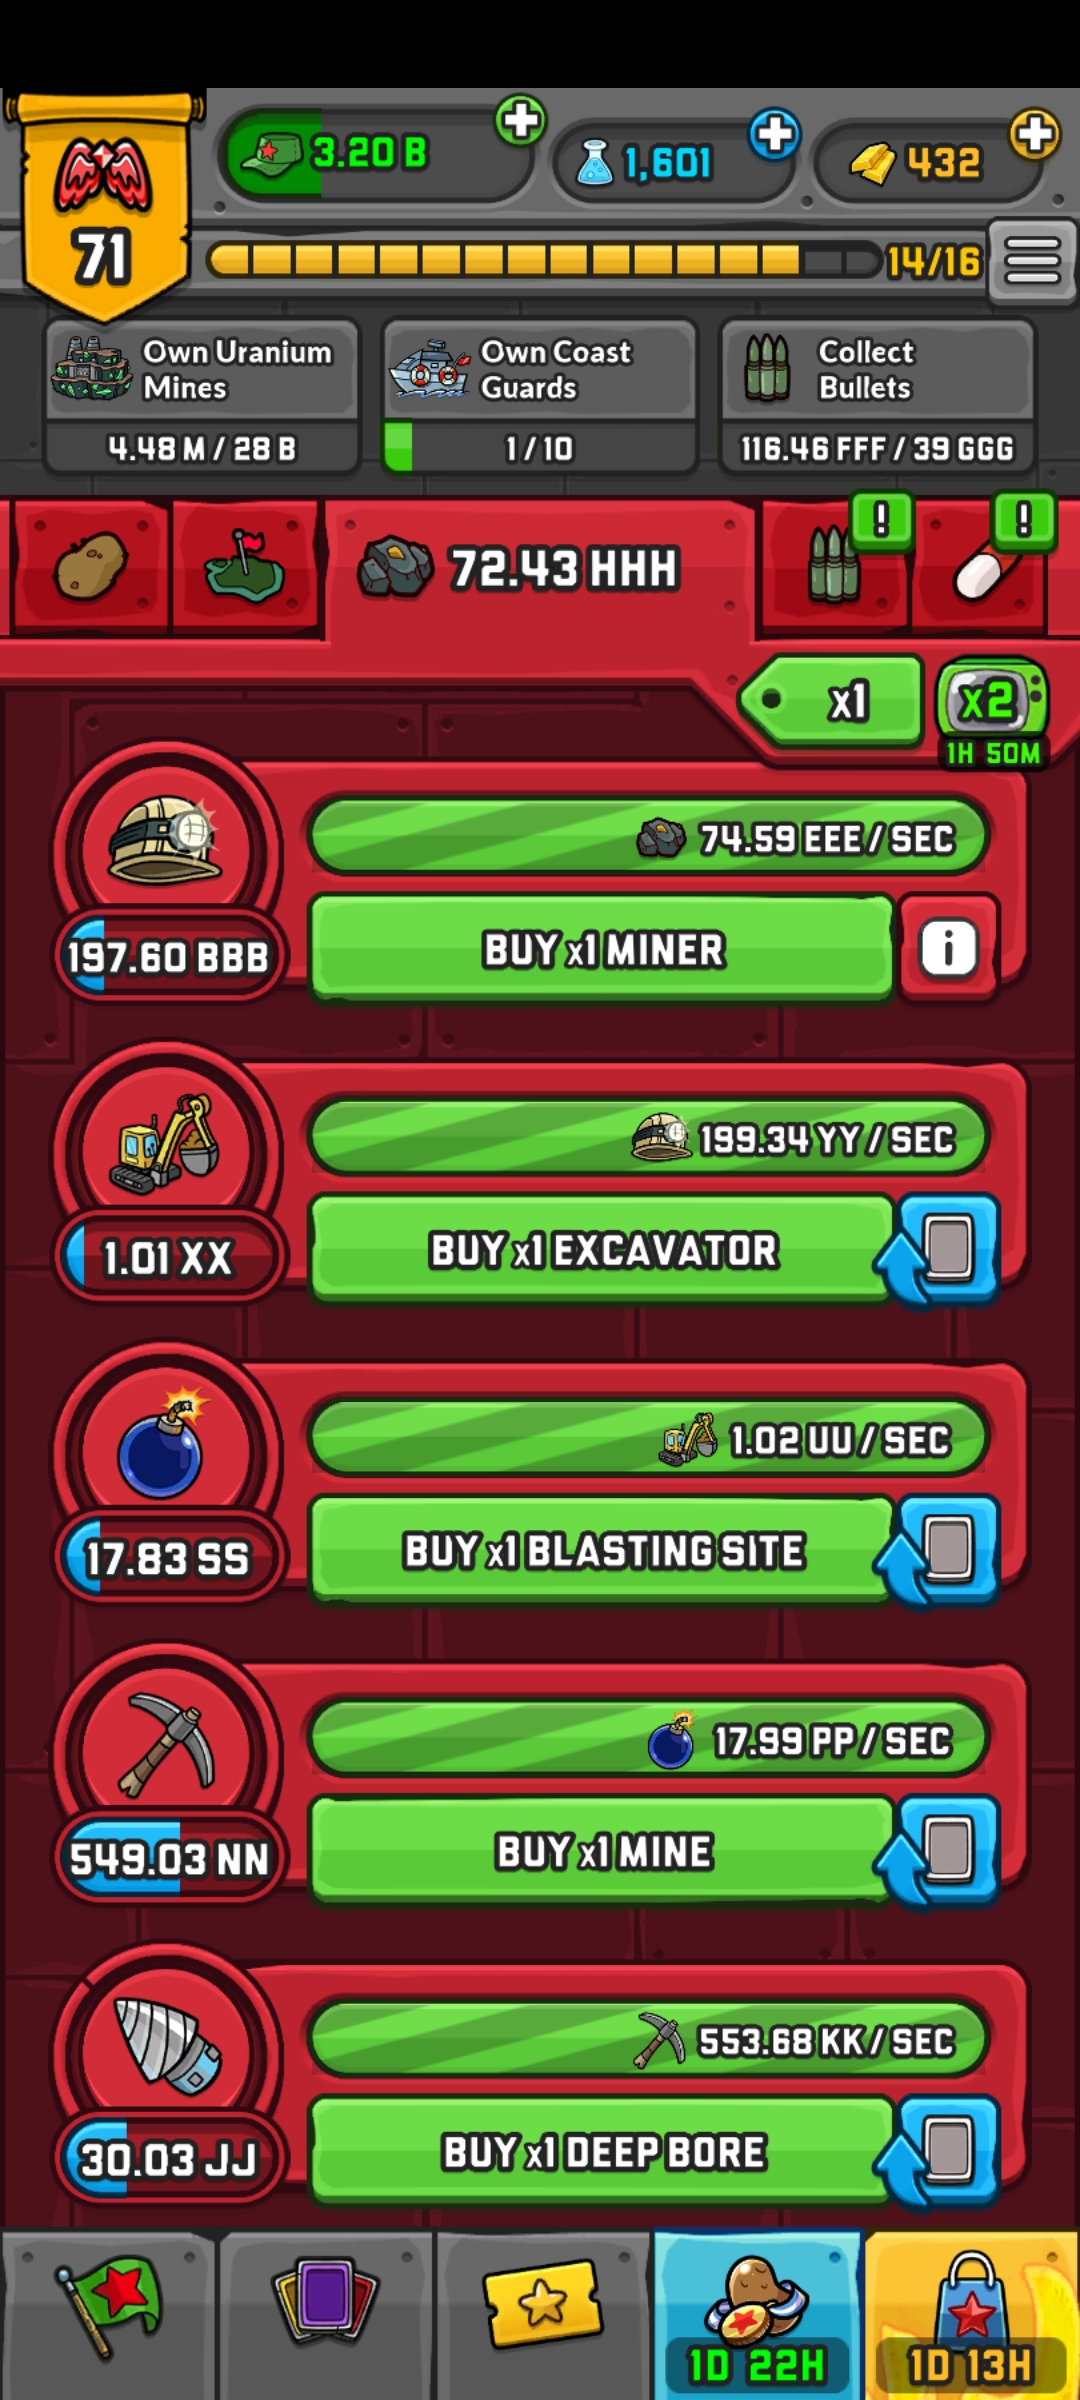 3.20 B
1,601
432
71
14/16
Own Uranium
Mines
4.48 M / 28 B
Own Coast
Guards
1 / 10
Collect
Bullets
116.46 FFF / 39 GGG
72.43 HHH
!
!
x1
x2
1H 50M
74.59 EEE / SEC
197.60 BBB
BUY x1 MINER
i
199.34 YY / SEC
1.01 XX
BUY x1 EXCAVATOR
1.02 UU / SEC
17.83 SS
BUY x1 BLASTING SITE
17.99 PP / SEC
549.03 NN
BUY x1 MINE
553.68 KK / SEC
30.03 JJ
BUY x1 DEEP BORE
1D 22H
1D 13H